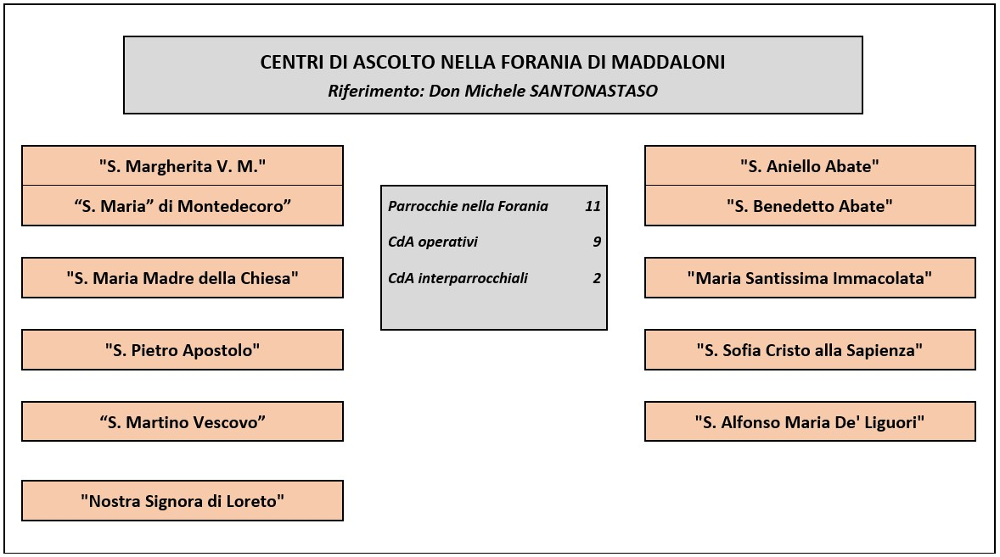 CENTRI DI ASCOLTO NELLA FORANIA DI MADDALONI
Riferimento: Don Michele SANTONASTASO
"S. Margherita V. M."
“S. Maria” di Montedecoro”
"S. Maria Madre della Chiesa"
"S. Pietro Apostolo"
“S. Martino Vescovo”
"Nostra Signora di Loreto"
Parrocchie nella Forania 11
CdA operativi 9
CdA interparrocchiali 2
"S. Aniello Abate"
"S. Benedetto Abate"
"Maria Santissima Immacolata"
"S. Sofia Cristo alla Sapienza"
"S. Alfonso Maria De' Liguori"